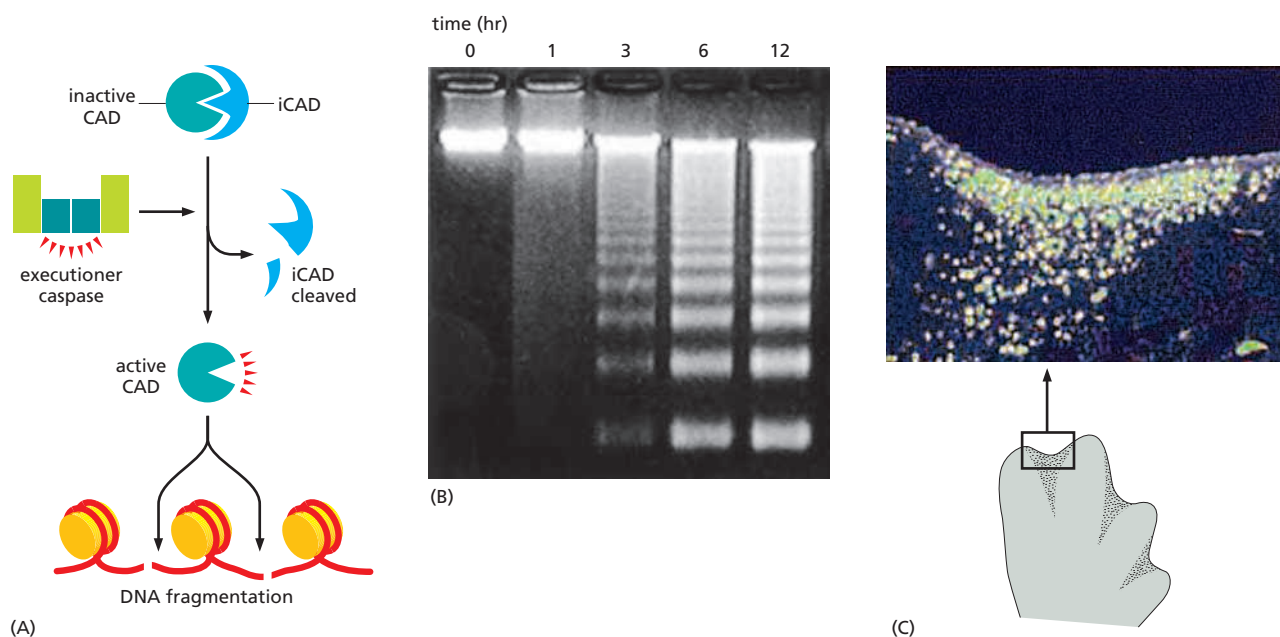 inactive
CAD
iCAD
executioner
caspase
iCAD
cleaved
active
CAD
DNA fragmentation
(A)
time (hr)
0 1 3 6 12
(B)
(C)